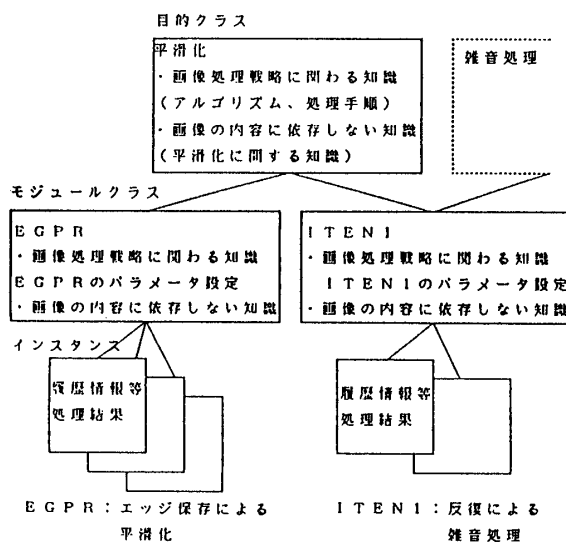 目的クラス
平滑化
・画像処理戦略に関わる知識
(アルゴリズム、処理手順)
・画像の内容に依存しない知識
(平滑化に関する知識)
雑音処理
モジュールクラス
EGPR
・画像処理戦略に関わる知識
EGPRのパラメータ設定
・画像の内容に依存しない知識
ITEN1
・画像処理戦略に関わる知識
ITEN1のパラメータ設定
・画像の内容に依存しない知識
インスタンス
履歴情報等
処理結果
履歴情報等
処理結果
EGPR:エッジ保存による
平滑化
ITEN1:反復による
雑音処理